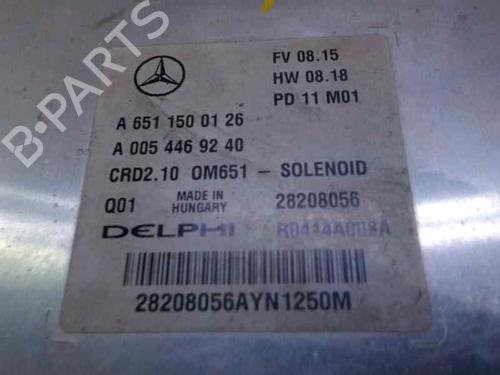 B-PARTS
FV 08.15
HW 08.18
PD 11 M01
A 651 150 01 26
A 005 446 92 40
CRD2.10 OM651 - SOLENOID
Q01 MADE IN HUNGARY 28208056
DELPHI R0414A018A
28208056AYN1250M